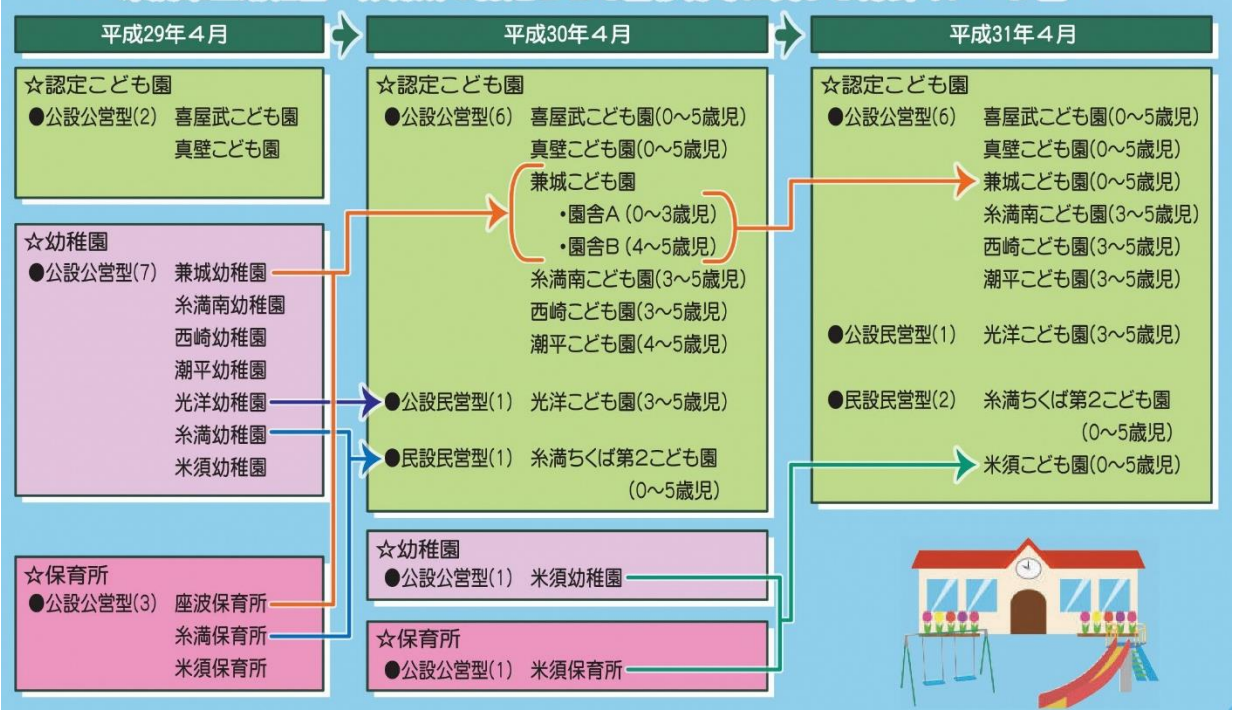 平成29年4月
☆認定こども園
●公設公営型(2) 喜屋武こども園
真壁こども園
☆幼稚園
●公設公営型(7) 兼城幼稚園
糸満南幼稚園
西崎幼稚園
潮平幼稚園
光洋幼稚園
糸満幼稚園
米須幼稚園
☆保育所
●公設公営型(3) 座波保育所
糸満保育所
米須保育所
平成30年4月
☆認定こども園
●公設公営型(6) 喜屋武こども園(0〜5歳児)
真壁こども園(0〜5歳児)
兼城こども園
・園舎A(0〜3歳児)
・園舎B(4〜5歳児)
糸満南こども園(3〜5歳児)
西崎こども園(3〜5歳児)
潮平こども園(4〜5歳児)
●公設民営型(1) 光洋こども園(3〜5歳児)
●民設民営型(1) 糸満ちくば第2こども園
(0〜5歳児)
☆幼稚園
●公設公営型(1) 米須幼稚園
☆保育所
●公設公営型(1) 米須保育所
平成31年4月
☆認定こども園
●公設公営型(6) 喜屋武こども園(0〜5歳児)
真壁こども園(0〜5歳児)
兼城こども園(0〜5歳児)
糸満南こども園(3〜5歳児)
西崎こども園(3〜5歳児)
潮平こども園(3〜5歳児)
●公設民営型(1) 光洋こども園(3〜5歳児)
●民設民営型(2) 糸満ちくば第2こども園
(0〜5歳児)
米須こども園(0〜5歳児)